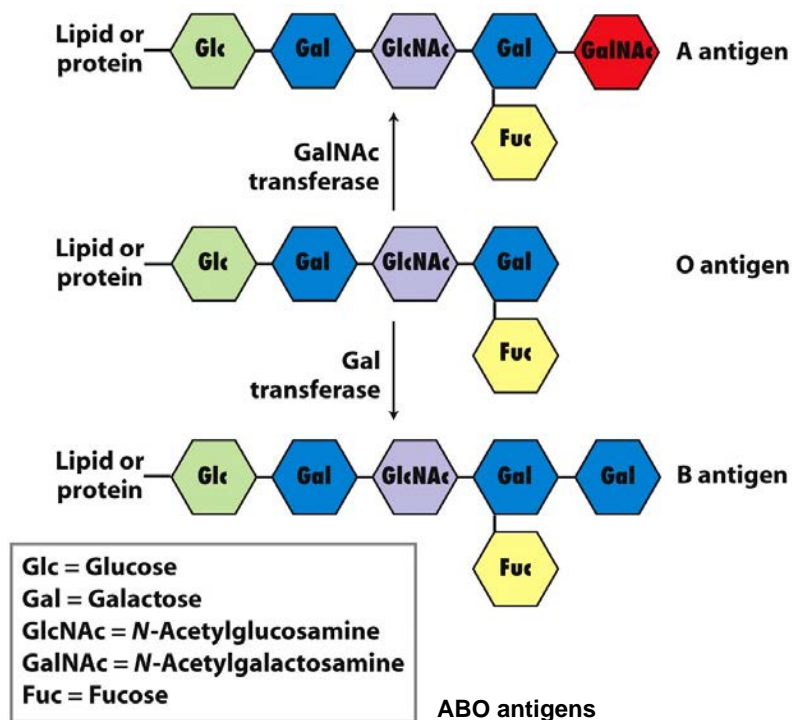 Lipid or
protein
Glc
Gal
GlcNAc
Gal
GalNAc
A antigen
Fuc
GalNAc
transferase
Lipid or
protein
Glc
Gal
GlcNAc
Gal
O antigen
Fuc
Gal
transferase
Lipid or
protein
Glc
Gal
GlcNAc
Gal
Gal
B antigen
Fuc
Glc = Glucose
Gal = Galactose
GlcNAc = N-Acetylglucosamine
GalNAc = N-Acetylgalactosamine
Fuc = Fucose
ABO antigens